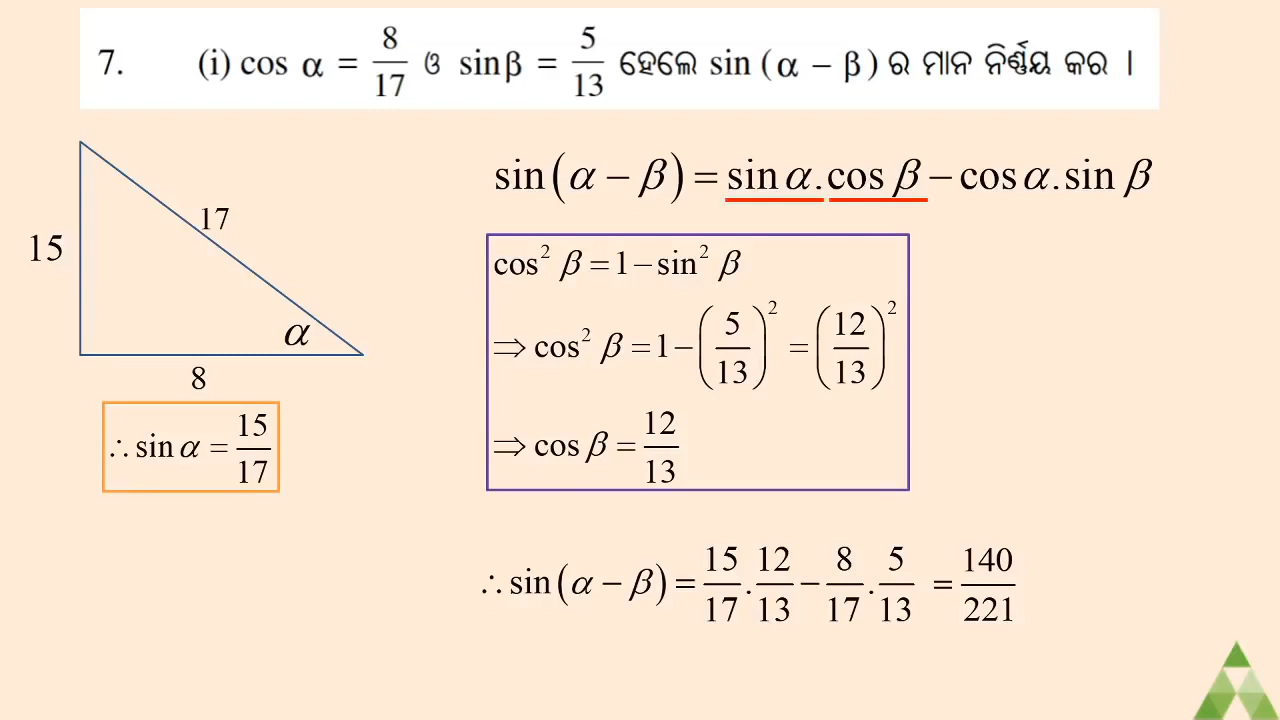 7. (i) cos α = 8/17 ଓ sinβ = 5/13 ହେଲେ sin (α – β) ର ମାନ ନିର୍ଣ୍ଣୟ କର ।
sin(α − β) = sin α. cos β − cos α. sin β
17
15
α
8
∴ sin α = 15/17
cos² β = 1 − sin² β
⇒ cos² β = 1 − (5/13)² = (12/13)²
⇒ cos β = 12/13
∴ sin(α − β) = 15/17 . 12/13 − 8/17 . 5/13 = 140/221